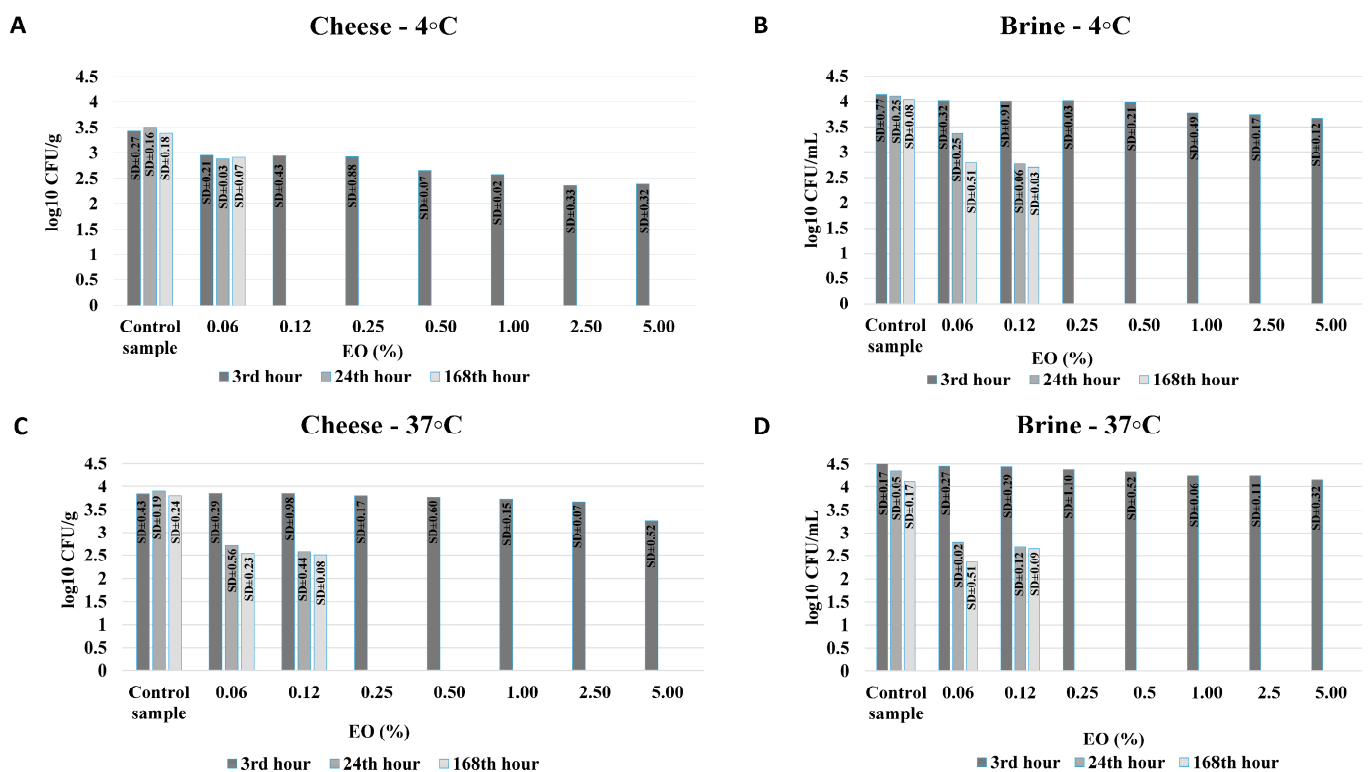 A
Cheese - 4◦C
log10 CFU/g
4.5
4
3.5
3
2.5
2
1.5
1
0.5
0
SD±0.27
SD±0.16
SD±0.18
SD±0.21
SD±0.03
SD±0.07
SD±0.43
SD±0.88
SD±0.07
SD±0.02
SD±0.33
SD±0.32
Control sample
0.06
0.12
0.25
0.50
1.00
2.50
5.00
EO (%)
3rd hour
24th hour
168th hour
B
Brine - 4◦C
log10 CFU/mL
4.5
4
3.5
3
2.5
2
1.5
1
0.5
0
SD±0.77
SD±0.25
SD±0.08
SD±0.32
SD±0.25
SD±0.51
SD±0.91
SD±0.06
SD±0.03
SD±0.03
SD±0.21
SD±0.49
SD±0.17
SD±0.12
Control sample
0.06
0.12
0.25
0.50
1.00
2.50
5.00
EO (%)
3rd hour
24th hour
168th hour
C
Cheese - 37◦C
log10 CFU/g
4.5
4
3.5
3
2.5
2
1.5
1
0.5
0
SD±0.43
SD±0.19
SD±0.24
SD±0.29
SD±0.56
SD±0.23
SD±0.98
SD±0.44
SD±0.08
SD±0.17
SD±0.60
SD±0.15
SD±0.07
SD±0.52
Control sample
0.06
0.12
0.25
0.50
1.00
2.50
5.00
EO (%)
3rd hour
24th hour
168th hour
D
Brine - 37◦C
log10 CFU/mL
4.5
4
3.5
3
2.5
2
1.5
1
0.5
0
SD±0.17
SD±0.05
SD±0.17
SD±0.27
SD±0.02
SD±0.51
SD±0.29
SD±0.12
SD±0.09
SD±1.10
SD±0.52
SD±0.06
SD±0.11
SD±0.32
Control sample
0.06
0.12
0.25
0.5
1.00
2.5
5.00
EO (%)
3rd hour
24th hour
168th hour